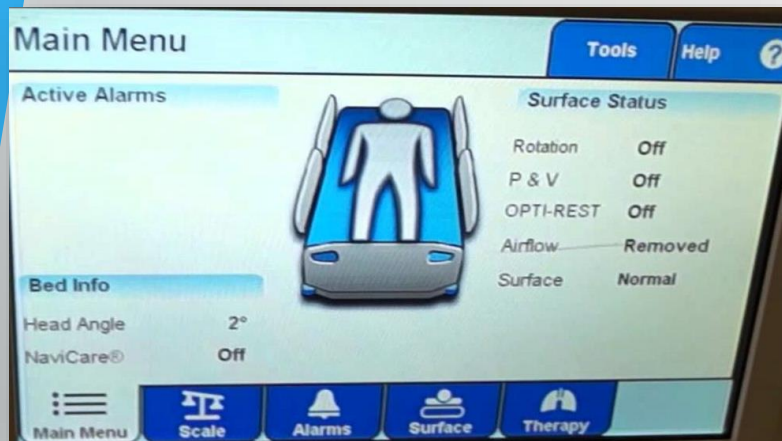 Main Menu
Tools
Help
?
Active Alarms
Surface Status
Rotation Off
P & V Off
OPTI-REST Off
Airflow Removed
Surface Normal
Bed Info
Head Angle 2°
NaviCare® Off
Main Menu
Scale
Alarms
Surface
Therapy